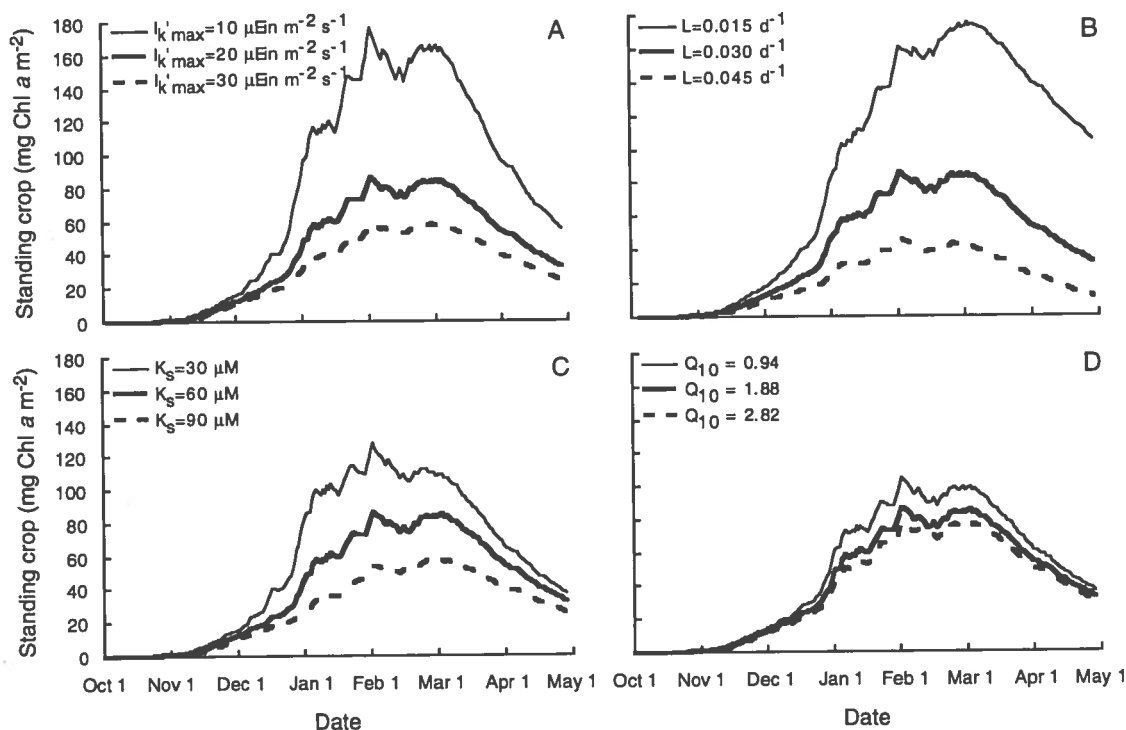 A
I k' max=10 µEin m-2 s-1
I k' max=20 µEin m-2 s-1
I k' max=30 µEin m-2 s-1
180
160
140
120
100
80
60
40
20
0
Standing crop (mg Chl a m-2)
B
L=0.015 d-1
L=0.030 d-1
L=0.045 d-1
C
Ks=30 µM
Ks=60 µM
Ks=90 µM
180
160
140
120
100
80
60
40
20
0
Standing crop (mg Chl a m-2)
Oct 1 Nov 1 Dec 1 Jan 1 Feb 1 Mar 1 Apr 1 May 1
Date
D
Q10 = 0.94
Q10 = 1.88
Q10 = 2.82
Oct 1 Nov 1 Dec 1 Jan 1 Feb 1 Mar 1 Apr 1 May 1
Date